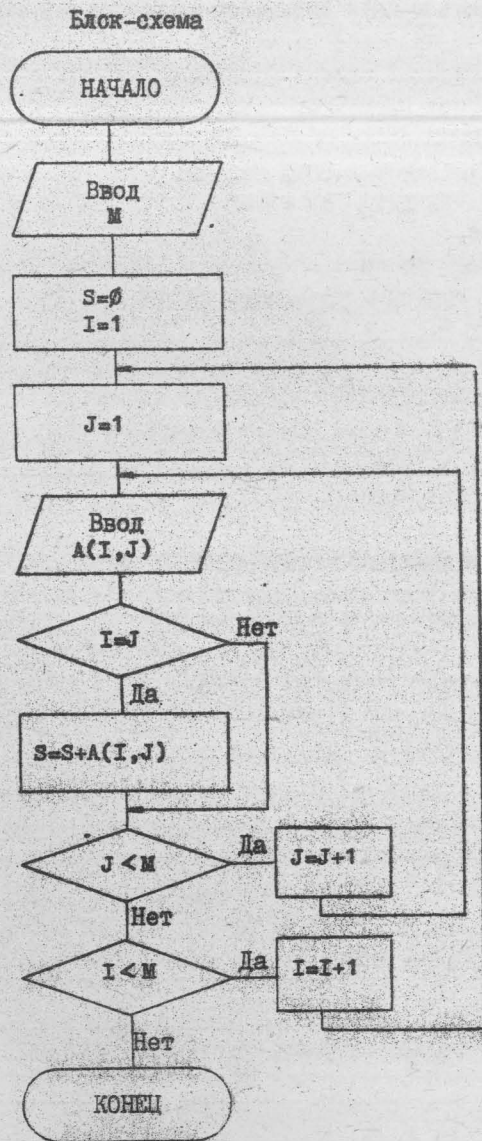 Блок-схема
НАЧАЛО
Ввод
M
S=Ø
I=1
J=1
Ввод
A(I,J)
I=J
Нет
Да
S=S+A(I,J)
J < M
Да
J=J+1
Нет
I < M
Да
I=I+1
Нет
КОНЕЦ